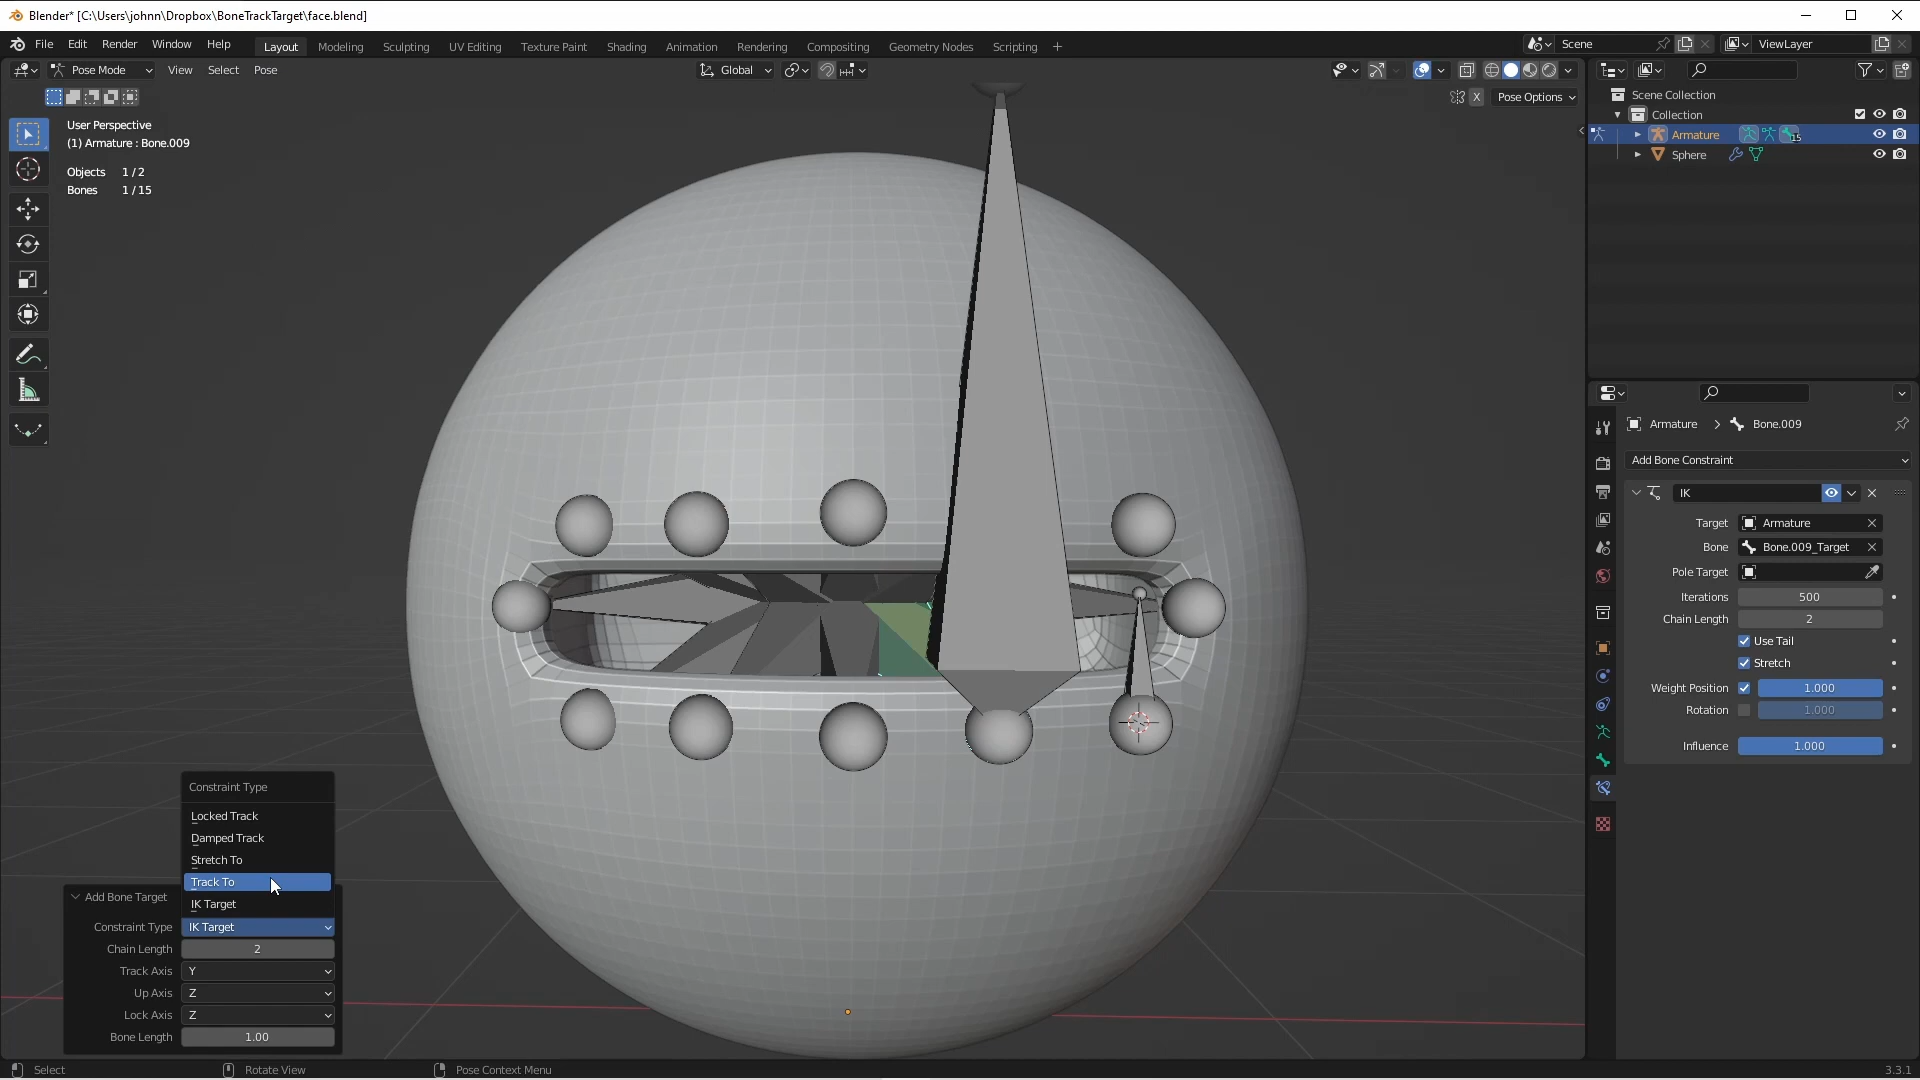 Blender* [C:\Users\johnn\Dropbox\BoneTrackTarget\face.blend]
File Edit Render Window Help Layout Modeling Sculpting UV Editing Texture Paint Shading Animation Rendering Compositing Geometry Nodes Scripting + Scene ViewLayer
Pose Mode View Select Pose Global
X Pose Options
User Perspective
(1) Armature : Bone.009
Objects 1 / 2
Bones 1 / 15
Scene Collection
Collection
Armature 15
Sphere
Armature > Bone.009
Add Bone Constraint
IK
Target Armature
Bone Bone.009_Target
Pole Target
Iterations 500
Chain Length 2
Use Tail
Stretch
Weight Position 1.000
Rotation 1.000
Influence 1.000
Constraint Type
Locked Track
Damped Track
Stretch To
Track To
IK Target
Add Bone Target
Constraint Type IK Target
Chain Length 2
Track Axis Y
Up Axis Z
Lock Axis Z
Bone Length 1.00
Select Rotate View Pose Context Menu 3.3.1